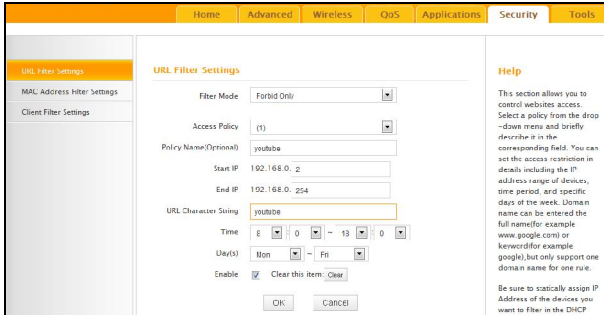 Home Advanced Wireless QoS Applications Security Tools
URL Filter Settings
MAC Address Filter Settings
Client Filter Settings
URL Filter Settings
Filter Mode Forbid Only
Access Policy (1)
Policy Name(Optional) youtube
Start IP 192.168.0. 2
End IP 192.168.0. 254
URL Character String youtube
Time 8 : 0 ~ 18 : 0
Day(s) Mon ~ Fri
Enable Clear this item: Clear
OK Cancel
Help
This section allows you to
control websites access.
Select a policy from the drop
-down menu and briefly
describe it in the
corresponding field. You can
set the access restriction in
details including the IP
address range of devices,
time period, and specific
days of the week. Domain
name can be entered the
full name(for example
www.google.com) or
keyword(for example
google),but only support one
domain name for one rule.
Be sure to statically assign IP
Address of the devices you
want to filter in the DHCP